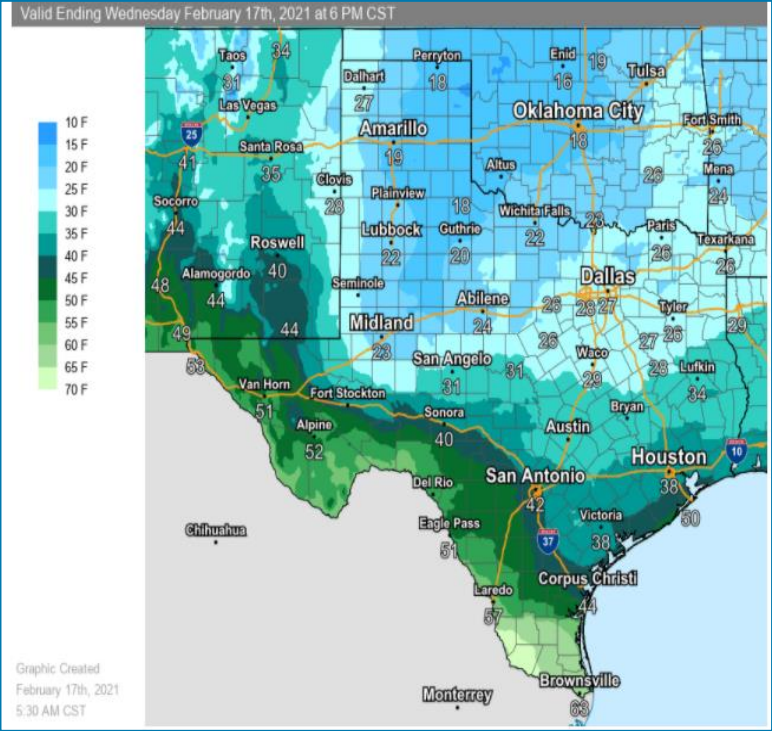 Valid Ending Wednesday February 17th, 2021 at 6 PM CST
10 F
15 F
20 F
25 F
30 F
35 F
40 F
45 F
50 F
55 F
60 F
65 F
70 F
Taos
31
34
Las Vegas
25
41
Santa Rosa
35
Socorro
44
Clovis
28
Roswell
40
Alamogordo
44
48
44
49
53
Dalhart
27
Perryton
18
Amarillo
19
Plainview
18
Lubbock
22
Guthrie
20
Seminole
Midland
23
Abilene
24
Enid
16
19
Tulsa
Oklahoma City
18
Fort Smith
26
Altus
26
Mena
24
Wichita Falls
22
23
Paris
26
Texarkana
26
Dallas
28
27
26
Tyler
26
27
29
26
Waco
29
28
Lufkin
34
San Angelo
31
31
Van Horn
51
Fort Stockton
Alpine
52
Sonora
40
Bryan
Austin
Houston
38
10
San Antonio
42
Del Rio
Eagle Pass
51
Victoria
38
50
37
Corpus Christi
44
Laredo
57
Chihuahua
Brownsville
63
Monterrey
Graphic Created
February 17th, 2021
5:30 AM CST